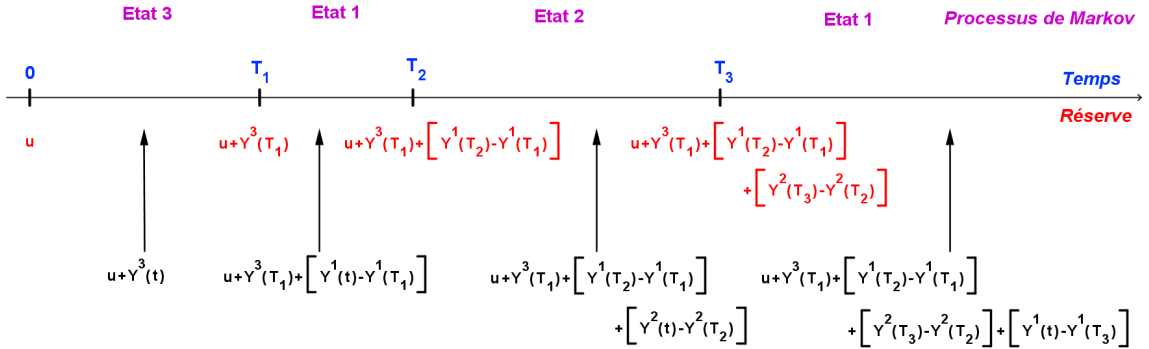 Etat 3 Etat 1 Etat 2 Etat 1 Processus de Markov
0 T₁ T₂ T₃ Temps
Réserve
u u+Y³(T₁) u+Y³(T₁)+[Y¹(T₂)-Y¹(T₁)] u+Y³(T₁)+[Y¹(T₂)-Y¹(T₁)]
+[Y²(T₃)-Y²(T₂)]
u+Y³(t) u+Y³(T₁)+[Y¹(t)-Y¹(T₁)] u+Y³(T₁)+[Y¹(T₂)-Y¹(T₁)] u+Y³(T₁)+[Y¹(T₂)-Y¹(T₁)]
+[Y²(t)-Y²(T₂)] +[Y²(T₃)-Y²(T₂)]+[Y¹(t)-Y¹(T₃)]